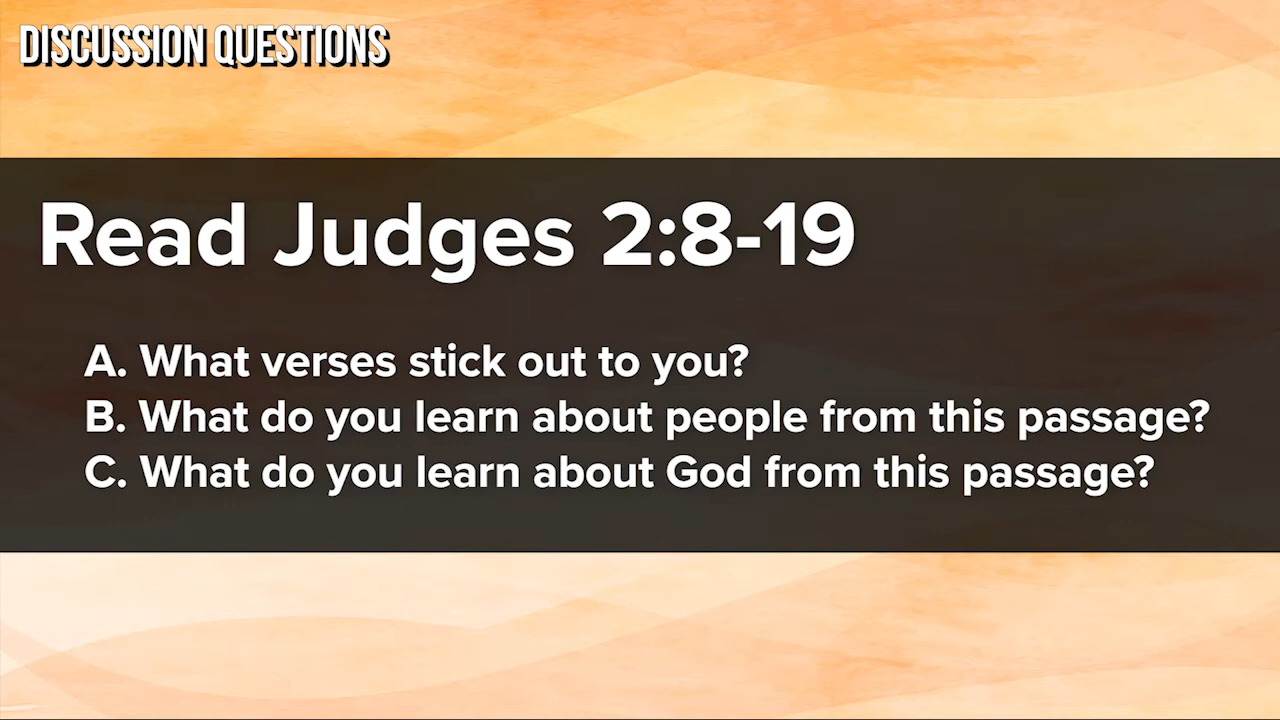 DISCUSSION QUESTIONS
Read Judges 2:8-19
A. What verses stick out to you?
B. What do you learn about people from this passage?
C. What do you learn about God from this passage?